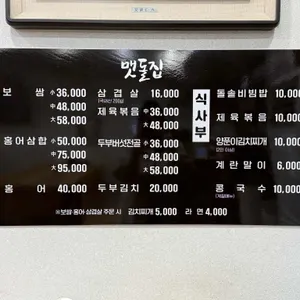 맷돌집
보 쌈 小 36.000
中 48.000
大 58.000
홍어삼합 小 50.000
中 75.000
大 95.000
홍 어 40.000
삼 겹 살 16.000
제육볶음 中 36.000
大 48.000
두부버섯전골 小 38.000
中 48.000
大 58.000
두부김치 20.000
식사부
돌솥비빔밥 10.000
제육볶음 11.000
양푼이김치찌개 10.000
계란말이 6.000
콩 국 수 10.000
※보쌈·홍어·삼겹살 주문 시 김치찌개 5.000 라 면 4.000